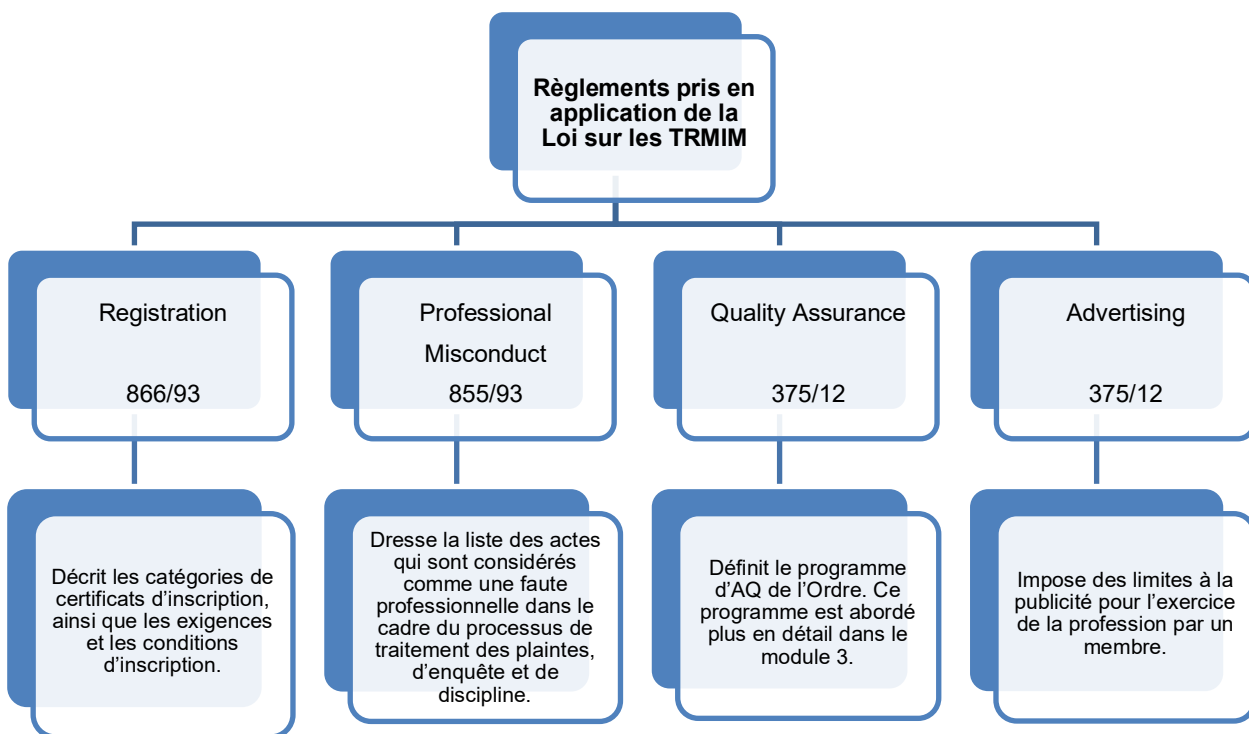 Règlements pris en
application de la
Loi sur les TRMIM
Registration
866/93
Professional
Misconduct
855/93
Quality Assurance
375/12
Advertising
375/12
Décrit les catégories de
certificats d’inscription,
ainsi que les exigences
et les conditions
d’inscription.
Dresse la liste des actes
qui sont considérés
comme une faute
professionnelle dans le
cadre du processus de
traitement des plaintes,
d’enquête et de
discipline.
Définit le programme
d’AQ de l’Ordre. Ce
programme est abordé
plus en détail dans le
module 3.
Impose des limites à la
publicité pour l’exercice
de la profession par un
membre.